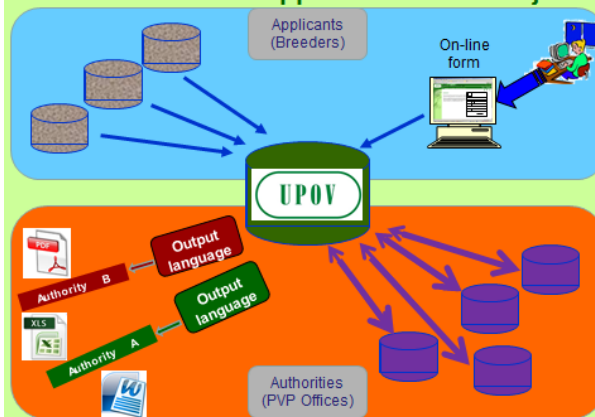 Applicants
(Breeders)
On-line
form
UPOV
PDF
Output
language
Authority B
Output
language
XLS
Authority A
Authorities
(PVP Offices)